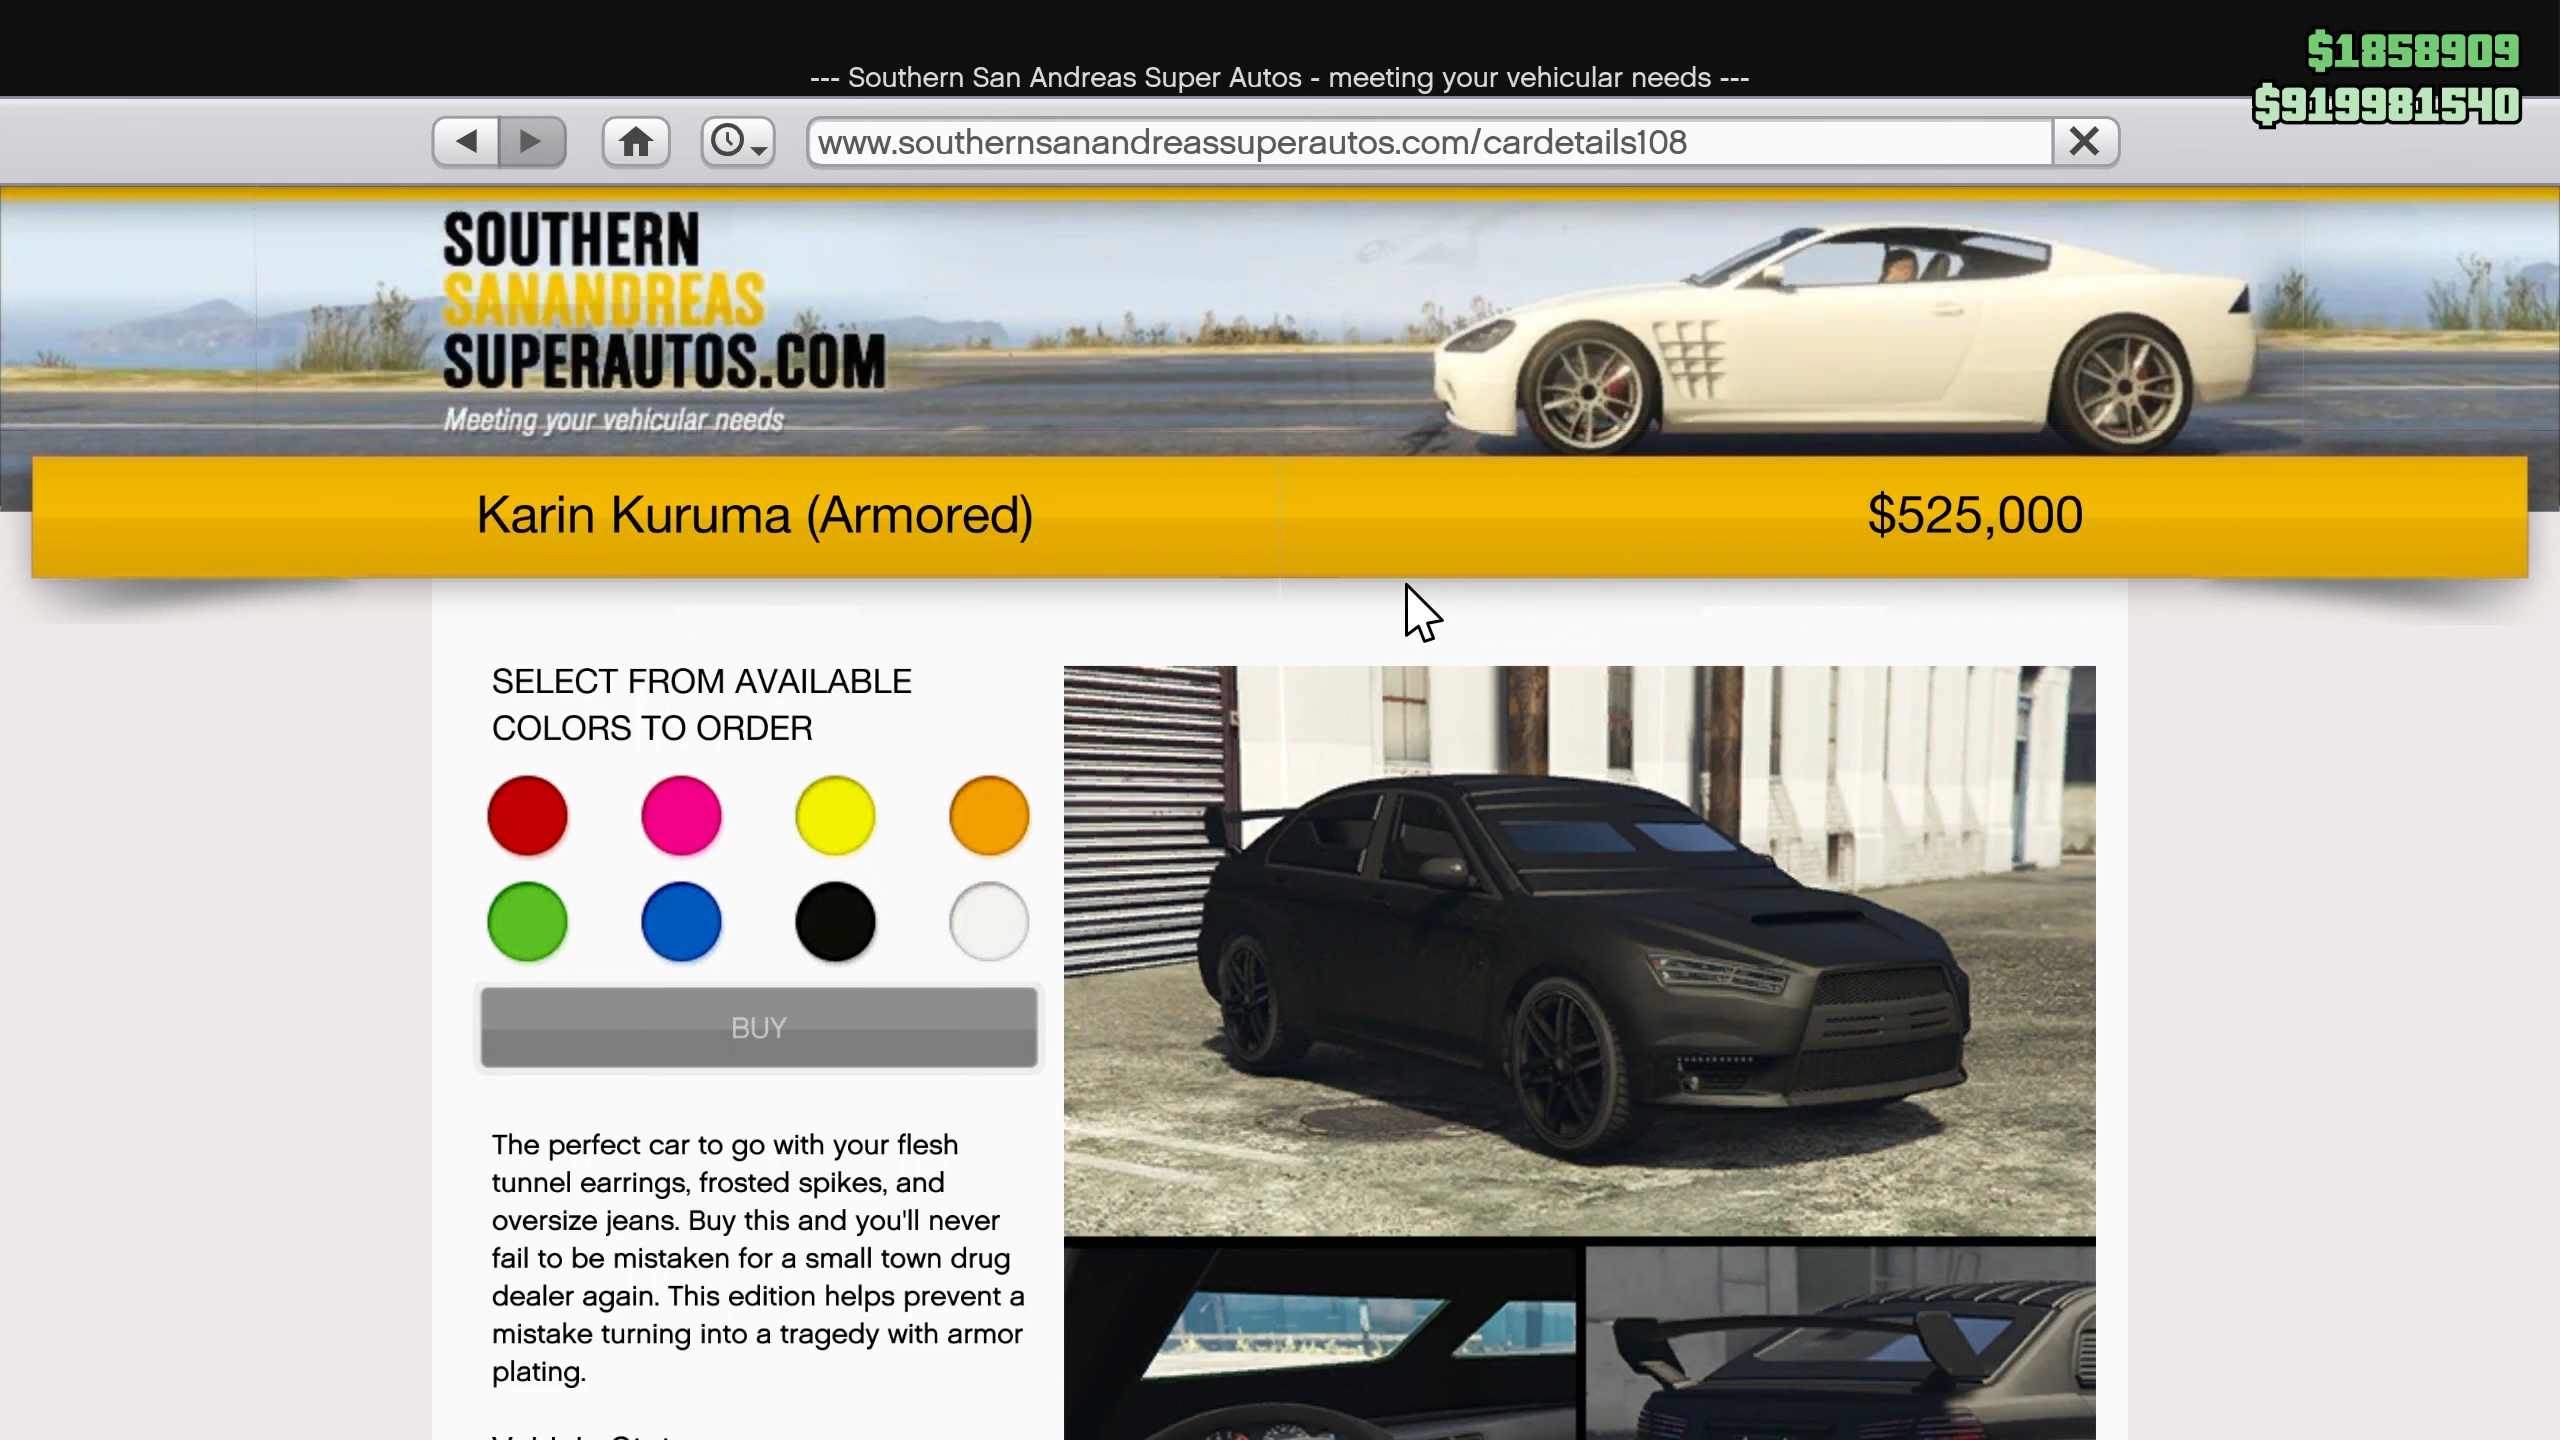 --- Southern San Andreas Super Autos - meeting your vehicular needs ---
$1858909
$919981540
www.southernsanandreassuperautos.com/cardetails108
SOUTHERN
SANANDREAS
SUPERAUTOS.COM
Meeting your vehicular needs
Karin Kuruma (Armored)
$525,000
SELECT FROM AVAILABLE
COLORS TO ORDER
BUY
The perfect car to go with your flesh
tunnel earrings, frosted spikes, and
oversize jeans. Buy this and you'll never
fail to be mistaken for a small town drug
dealer again. This edition helps prevent a
mistake turning into a tragedy with armor
plating.